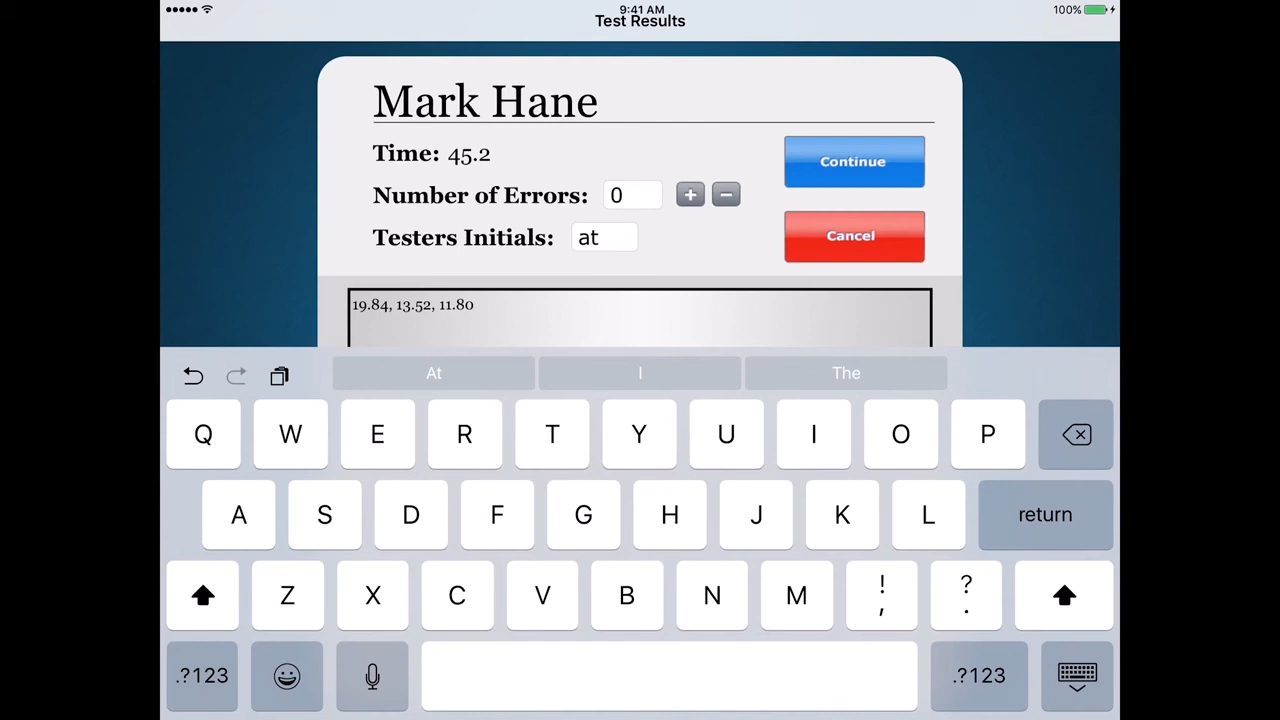 9:41 AM
100%
Test Results
Mark Hane
Time: 45.2
Continue
Number of Errors: 0 + −
Testers Initials: at
Cancel
19.84, 13.52, 11.80
At I The
Q W E R T Y U I O P
A S D F G H J K L return
Z X C V B N M ! , ? .
.?123 .?123